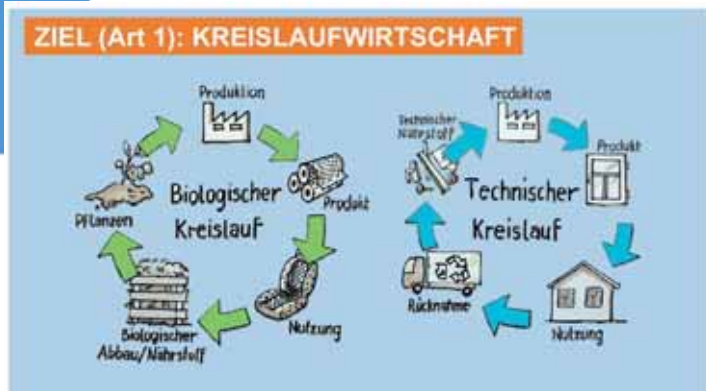 ZIEL (Art 1): KREISLAUFWIRTSCHAFT
Produktion
Biologischer
Kreislauf
Produkt
Nutzung
Biologischer
Abbau/Nährstoff
Pflanzen
Produktion
Technischer
Nährstoff
Technischer
Kreislauf
Produkt
Nutzung
Rücknahme